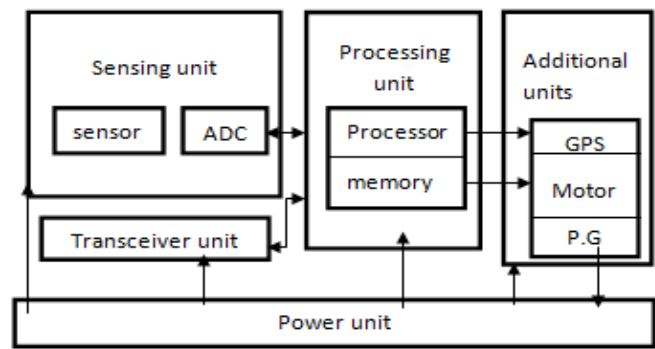 Sensing unit
sensor
ADC
Transceiver unit
Processing
unit
Processor
memory
Additional
units
GPS
Motor
P.G
Power unit